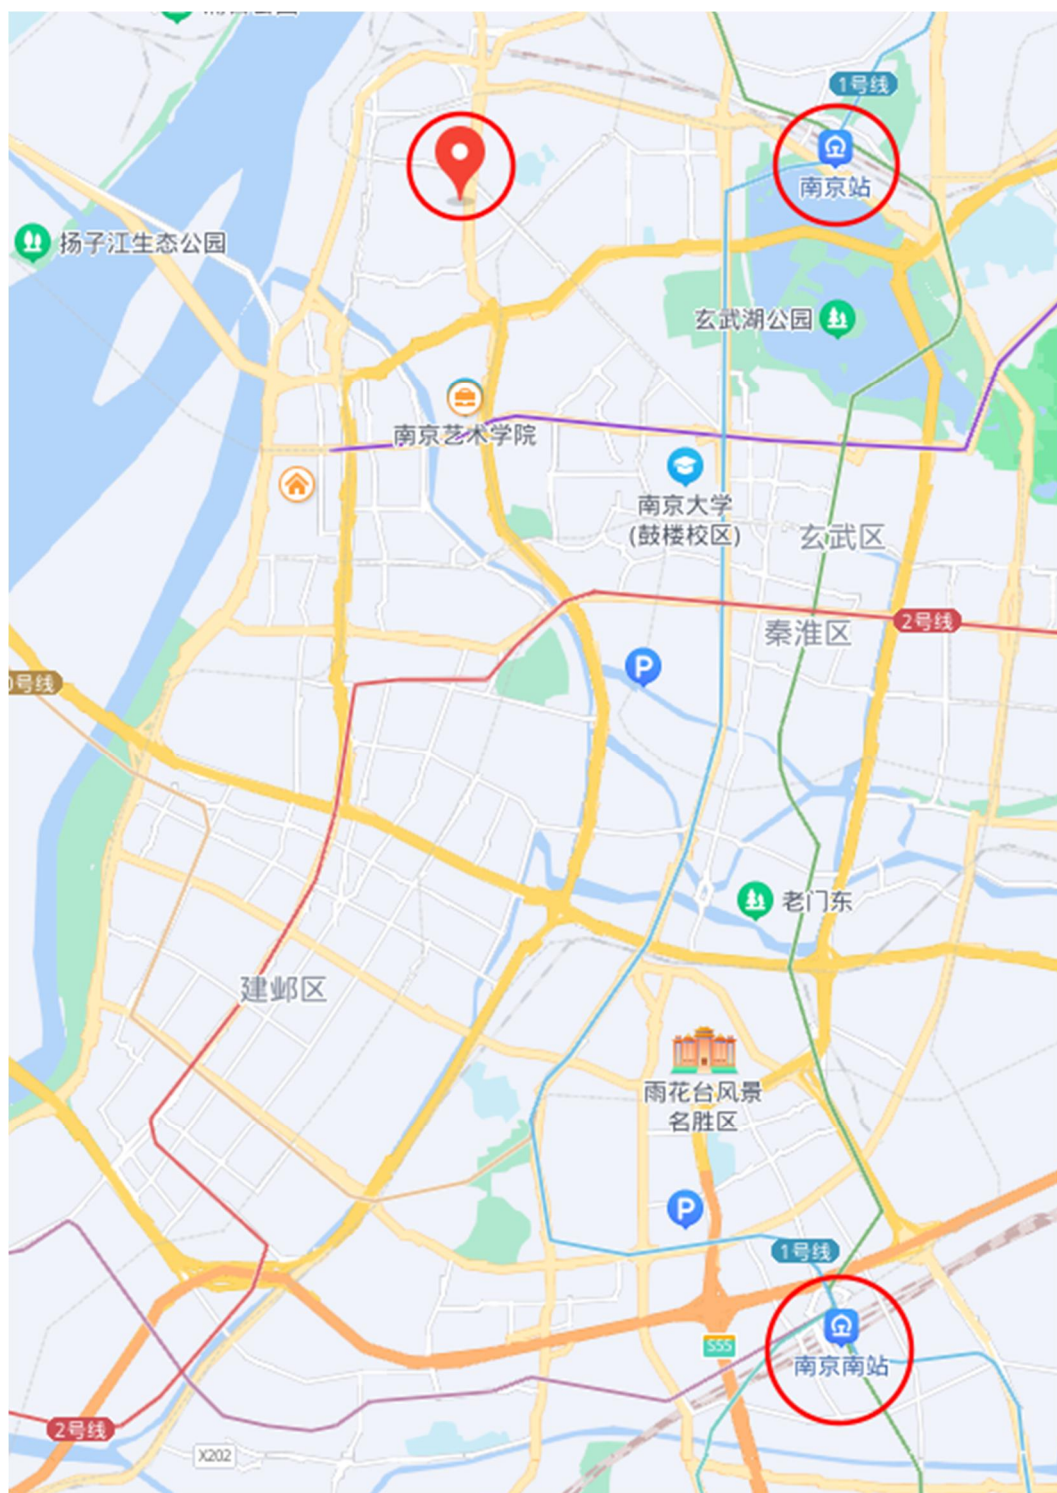 1号线
南京站
扬子江生态公园
玄武湖公园
南京艺术学院
南京大学
(鼓楼校区)
玄武区
2号线
秦淮区
P
号线
老门东
建邺区
雨花台风景
名胜区
P
1号线
S55
南京南站
2号线
X202